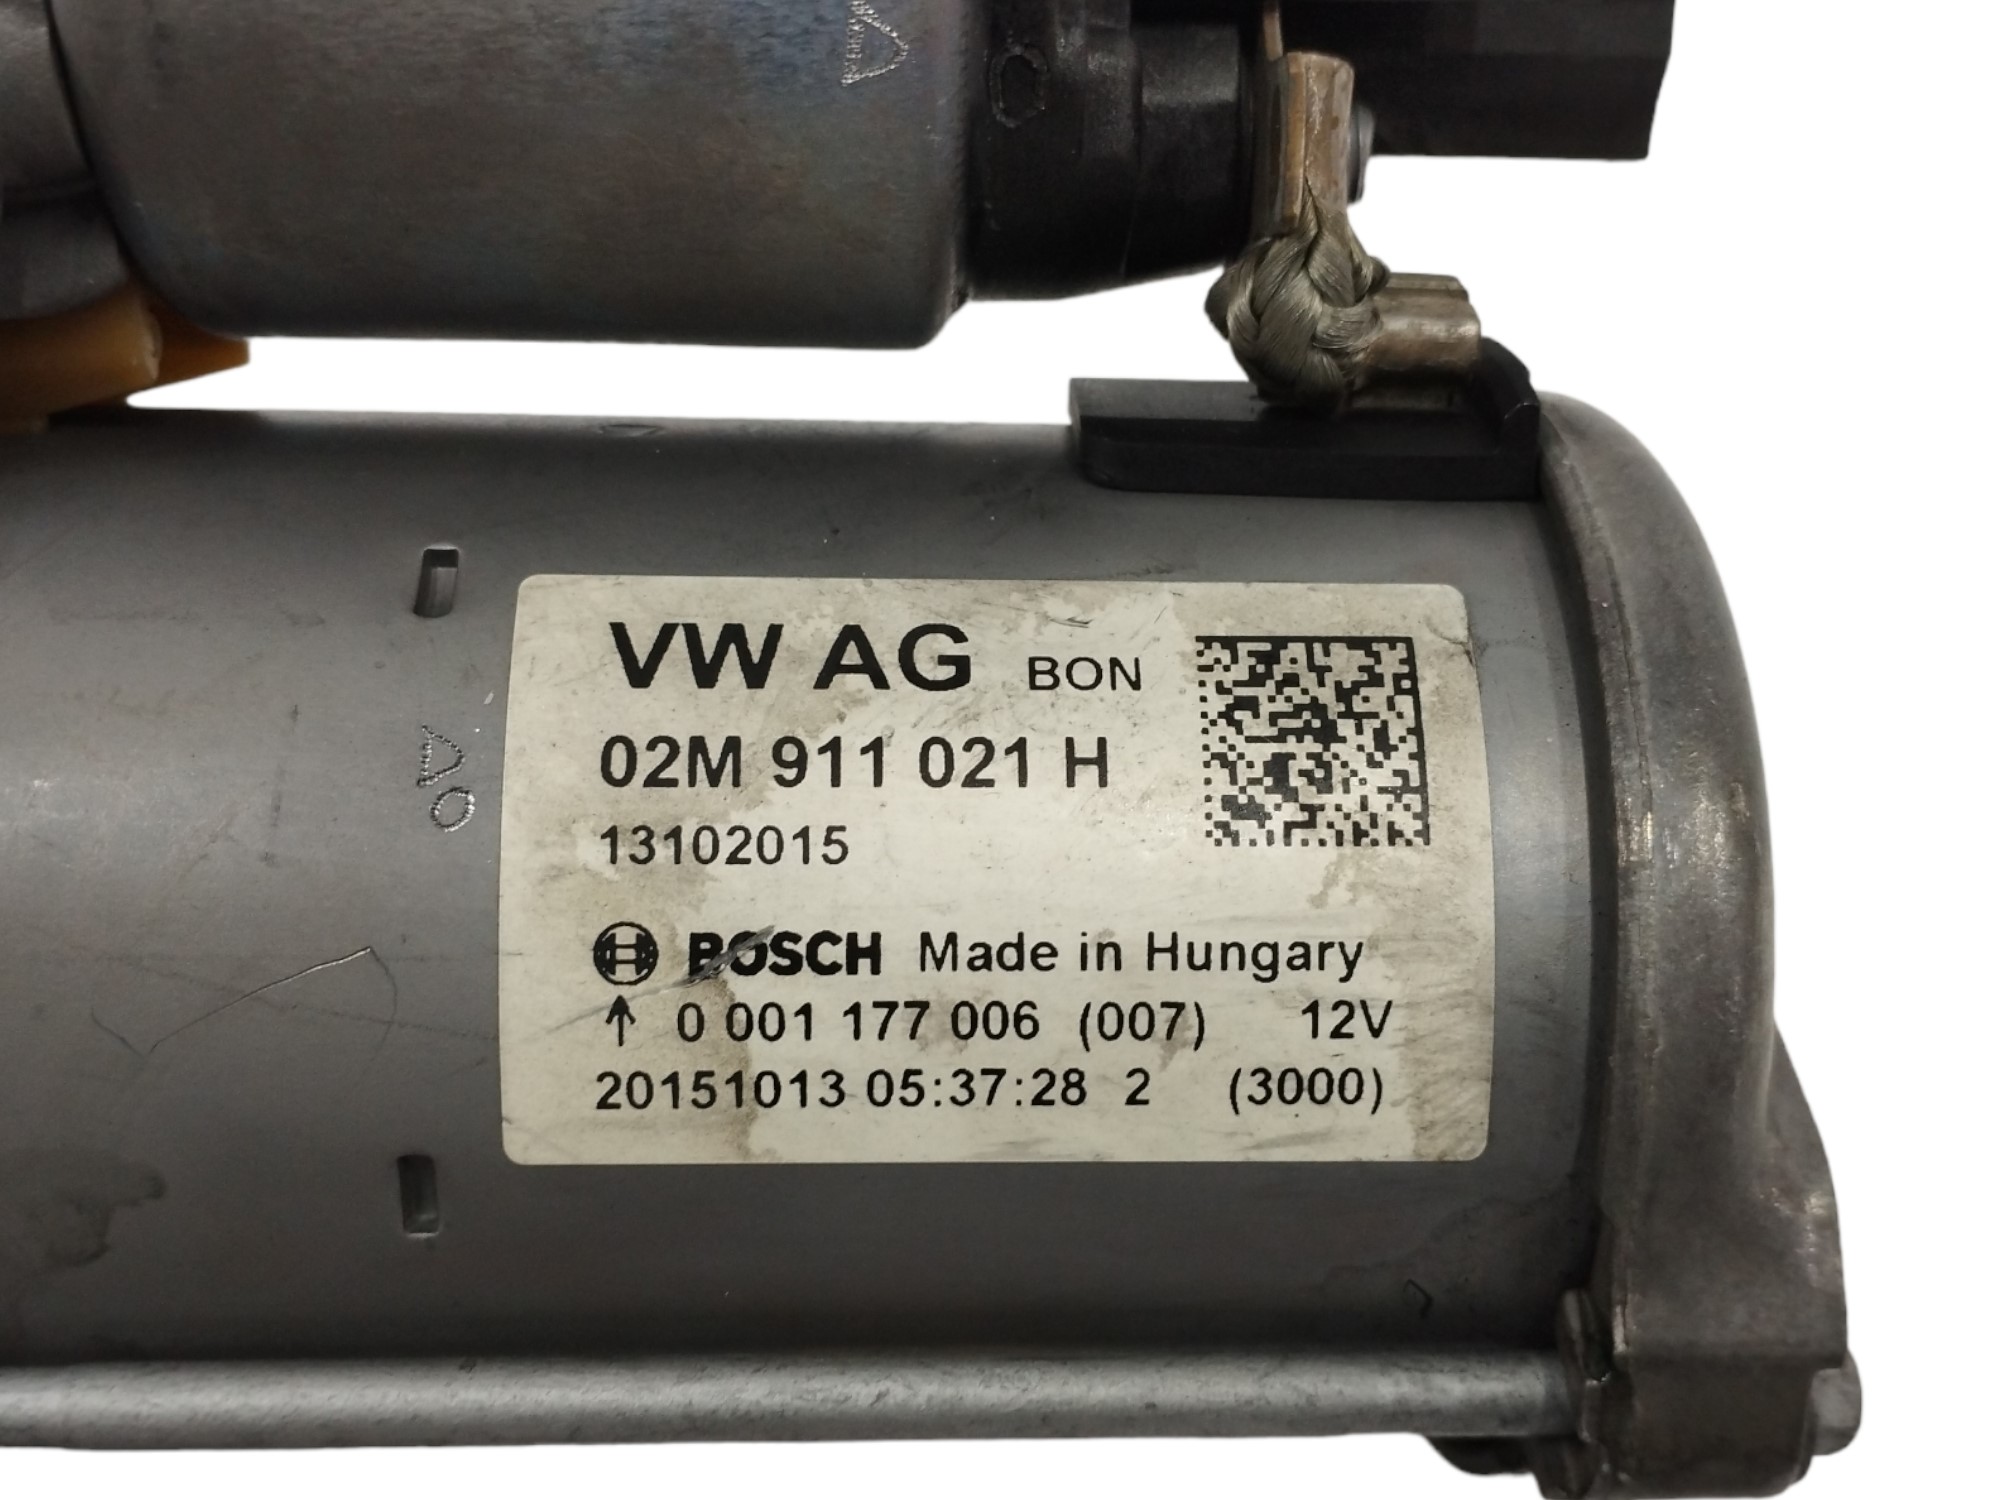 VW AG BON
02M 911 021 H
13102015
BOSCH Made in Hungary
↑ 0 001 177 006 (007) 12V
20151013 05:37:28 2 (3000)